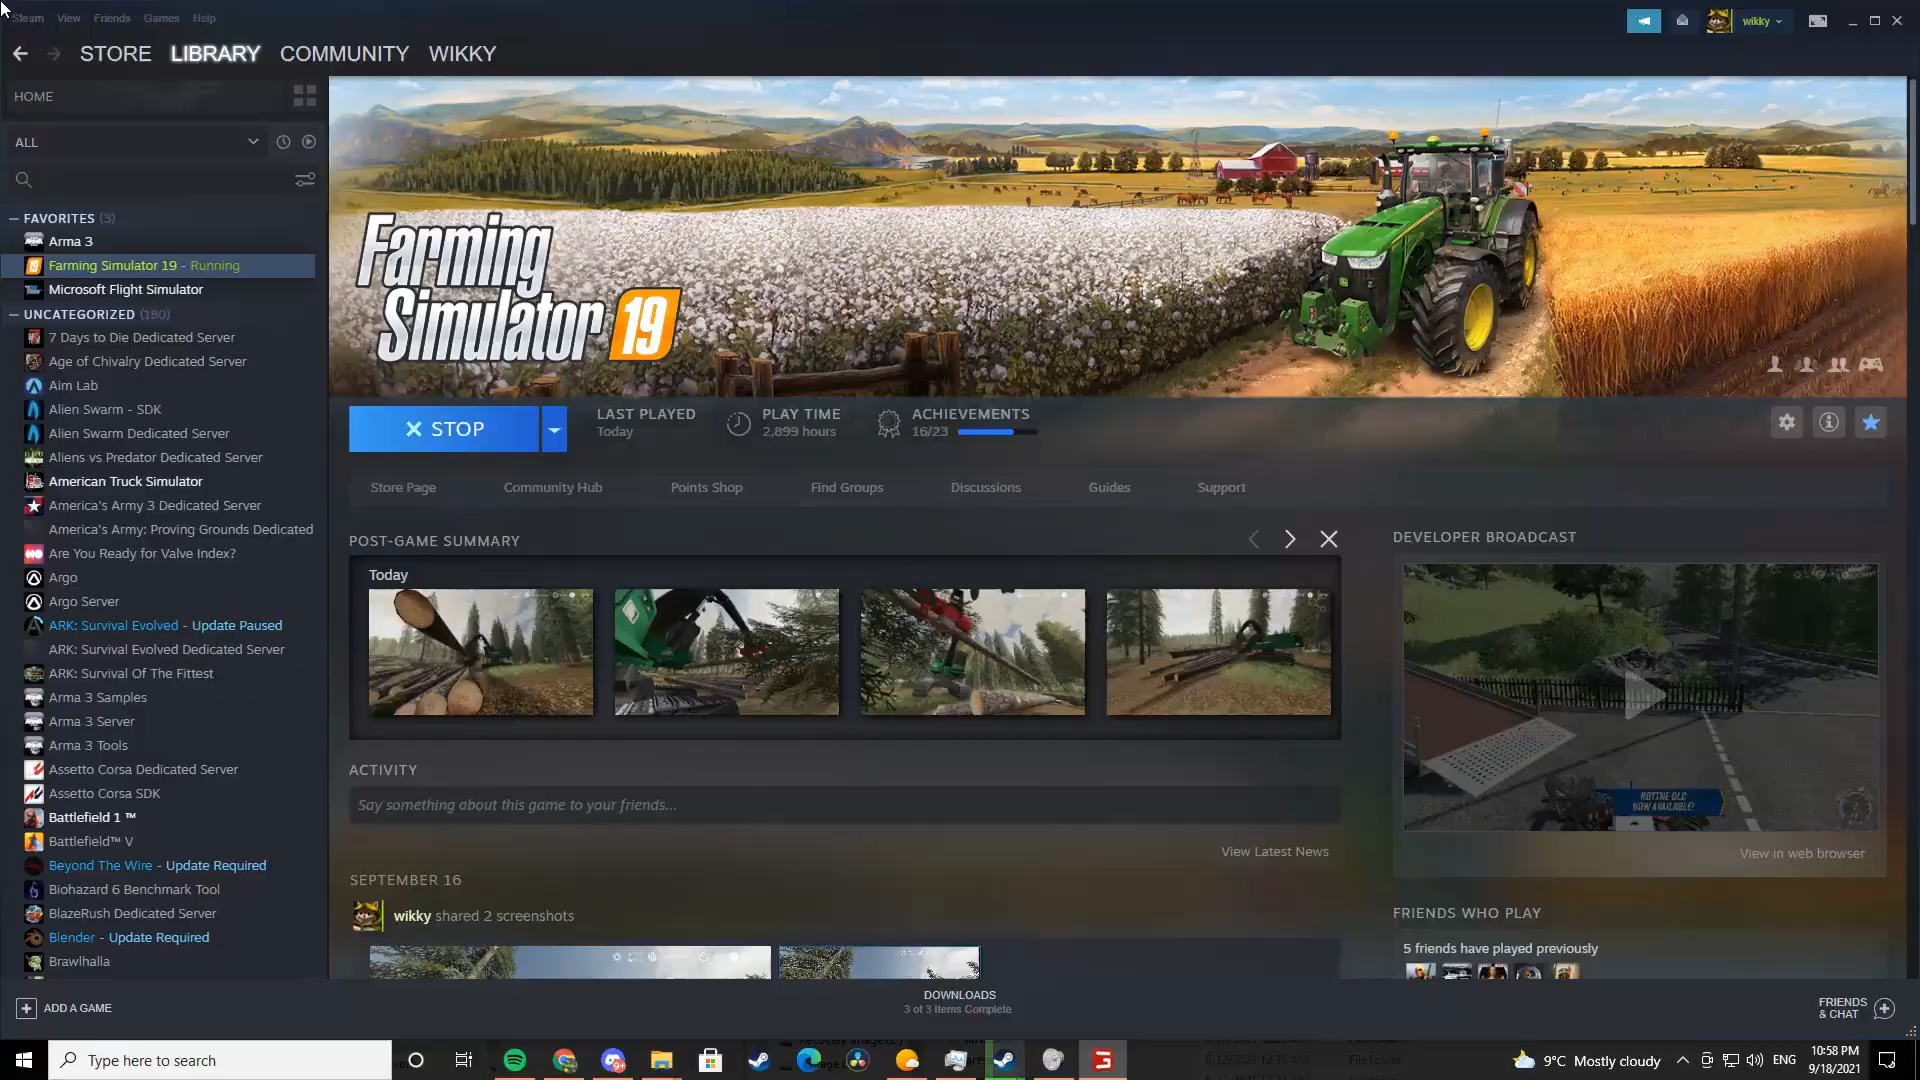 Steam View Friends Games Help
wikky
STORE LIBRARY COMMUNITY WIKKY
HOME
ALL
FAVORITES (3)
Arma 3
Farming Simulator 19 - Running
Microsoft Flight Simulator
UNCATEGORIZED (180)
7 Days to Die Dedicated Server
Age of Chivalry Dedicated Server
Aim Lab
Alien Swarm - SDK
Alien Swarm Dedicated Server
Aliens vs Predator Dedicated Server
American Truck Simulator
America's Army 3 Dedicated Server
America's Army: Proving Grounds Dedicated
Are You Ready for Valve Index?
Argo
Argo Server
ARK: Survival Evolved - Update Paused
ARK: Survival Evolved Dedicated Server
ARK: Survival Of The Fittest
Arma 3 Samples
Arma 3 Server
Arma 3 Tools
Assetto Corsa Dedicated Server
Assetto Corsa SDK
Battlefield 1 ™
Battlefield™ V
Beyond The Wire - Update Required
Biohazard 6 Benchmark Tool
BlazeRush Dedicated Server
Blender - Update Required
Brawlhalla
ADD A GAME
Farming
Simulator 19
STOP
LAST PLAYED
Today
PLAY TIME
2,899 hours
ACHIEVEMENTS
16/23
Store Page Community Hub Points Shop Find Groups Discussions Guides Support
POST-GAME SUMMARY
Today
ACTIVITY
Say something about this game to your friends...
View Latest News
SEPTEMBER 16
wikky shared 2 screenshots
DEVELOPER BROADCAST
ROTTNE DLC
NOW AVAILABLE!
View in web browser
FRIENDS WHO PLAY
5 friends have played previously
DOWNLOADS
3 of 3 Items Complete
FRIENDS
& CHAT
Type here to search
9°C Mostly cloudy
ENG
10:58 PM
9/18/2021